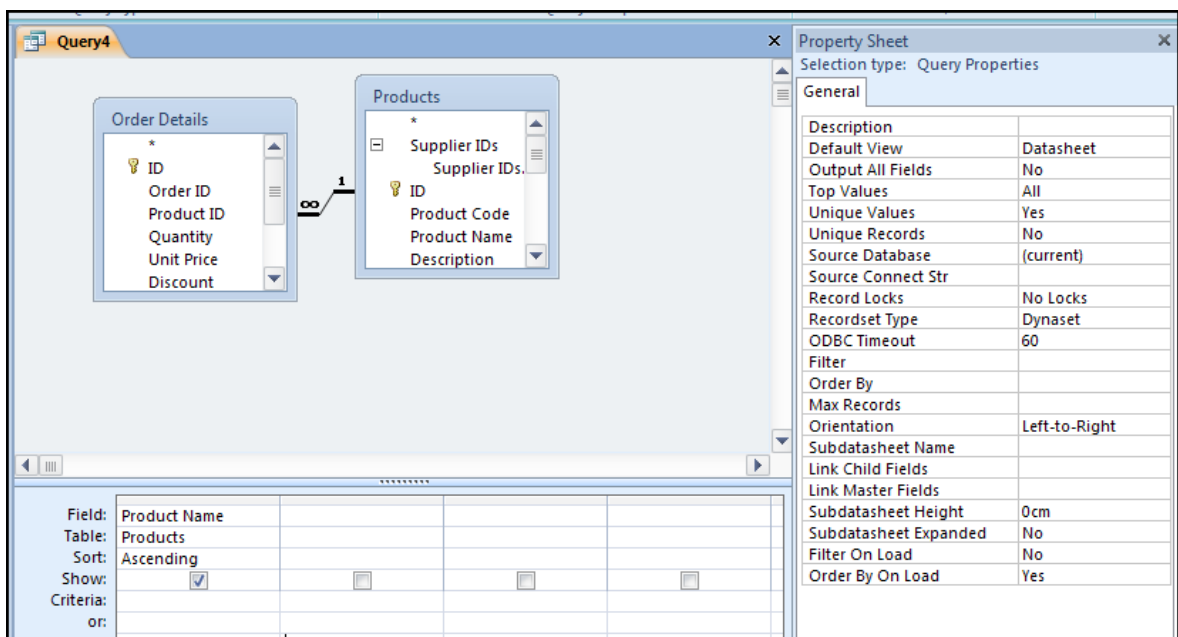 Query4
Order Details
*
ID
Order ID
Product ID
Quantity
Unit Price
Discount
∞
1
Products
*
Supplier IDs
Supplier IDs.
ID
Product Code
Product Name
Description
Field: Product Name
Table: Products
Sort: Ascending
Show:
Criteria:
or:
Property Sheet
Selection type: Query Properties
General
Description
Default View Datasheet
Output All Fields No
Top Values All
Unique Values Yes
Unique Records No
Source Database (current)
Source Connect Str
Record Locks No Locks
Recordset Type Dynaset
ODBC Timeout 60
Filter
Order By
Max Records
Orientation Left-to-Right
Subdatasheet Name
Link Child Fields
Link Master Fields
Subdatasheet Height 0cm
Subdatasheet Expanded No
Filter On Load No
Order By On Load Yes